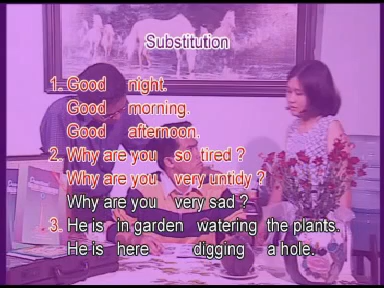 Substitution
1. Good night.
Good morning.
Good afternoon.
2. Why are you so tired ?
Why are you very untidy ?
Why are you very sad ?
3. He is in garden watering the plants.
He is here digging a hole.